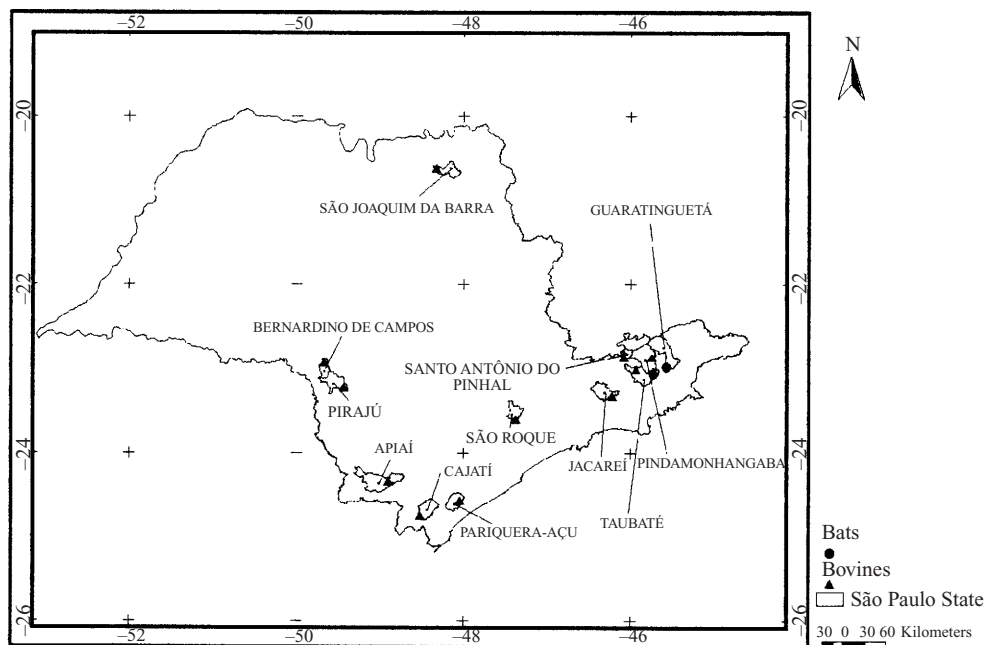 −52 −50 −48 −46
N
−20 −20
SÃO JOAQUIM DA BARRA
GUARATINGUETÁ
−22 −22
BERNARDINO DE CAMPOS
SANTO ANTÔNIO DO
PINHAL
PIRAJÚ
SÃO ROQUE
APIAÍ
CAJATÍ
JACAREÍ
PINDAMONHANGABA
−24 −24
TAUBATÉ
PARIQUERA-AÇU
Bats
Bovines
São Paulo State
−26 −26
30 0 30 60 Kilometers
−52 −50 −48 −46